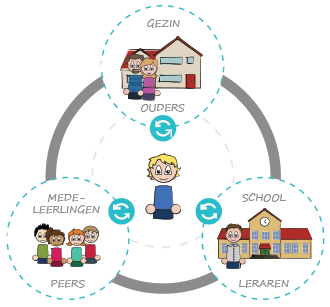 GEZIN
OUDERS
MEDE-
LEERLINGEN
PEERS
SCHOOL
LERAREN